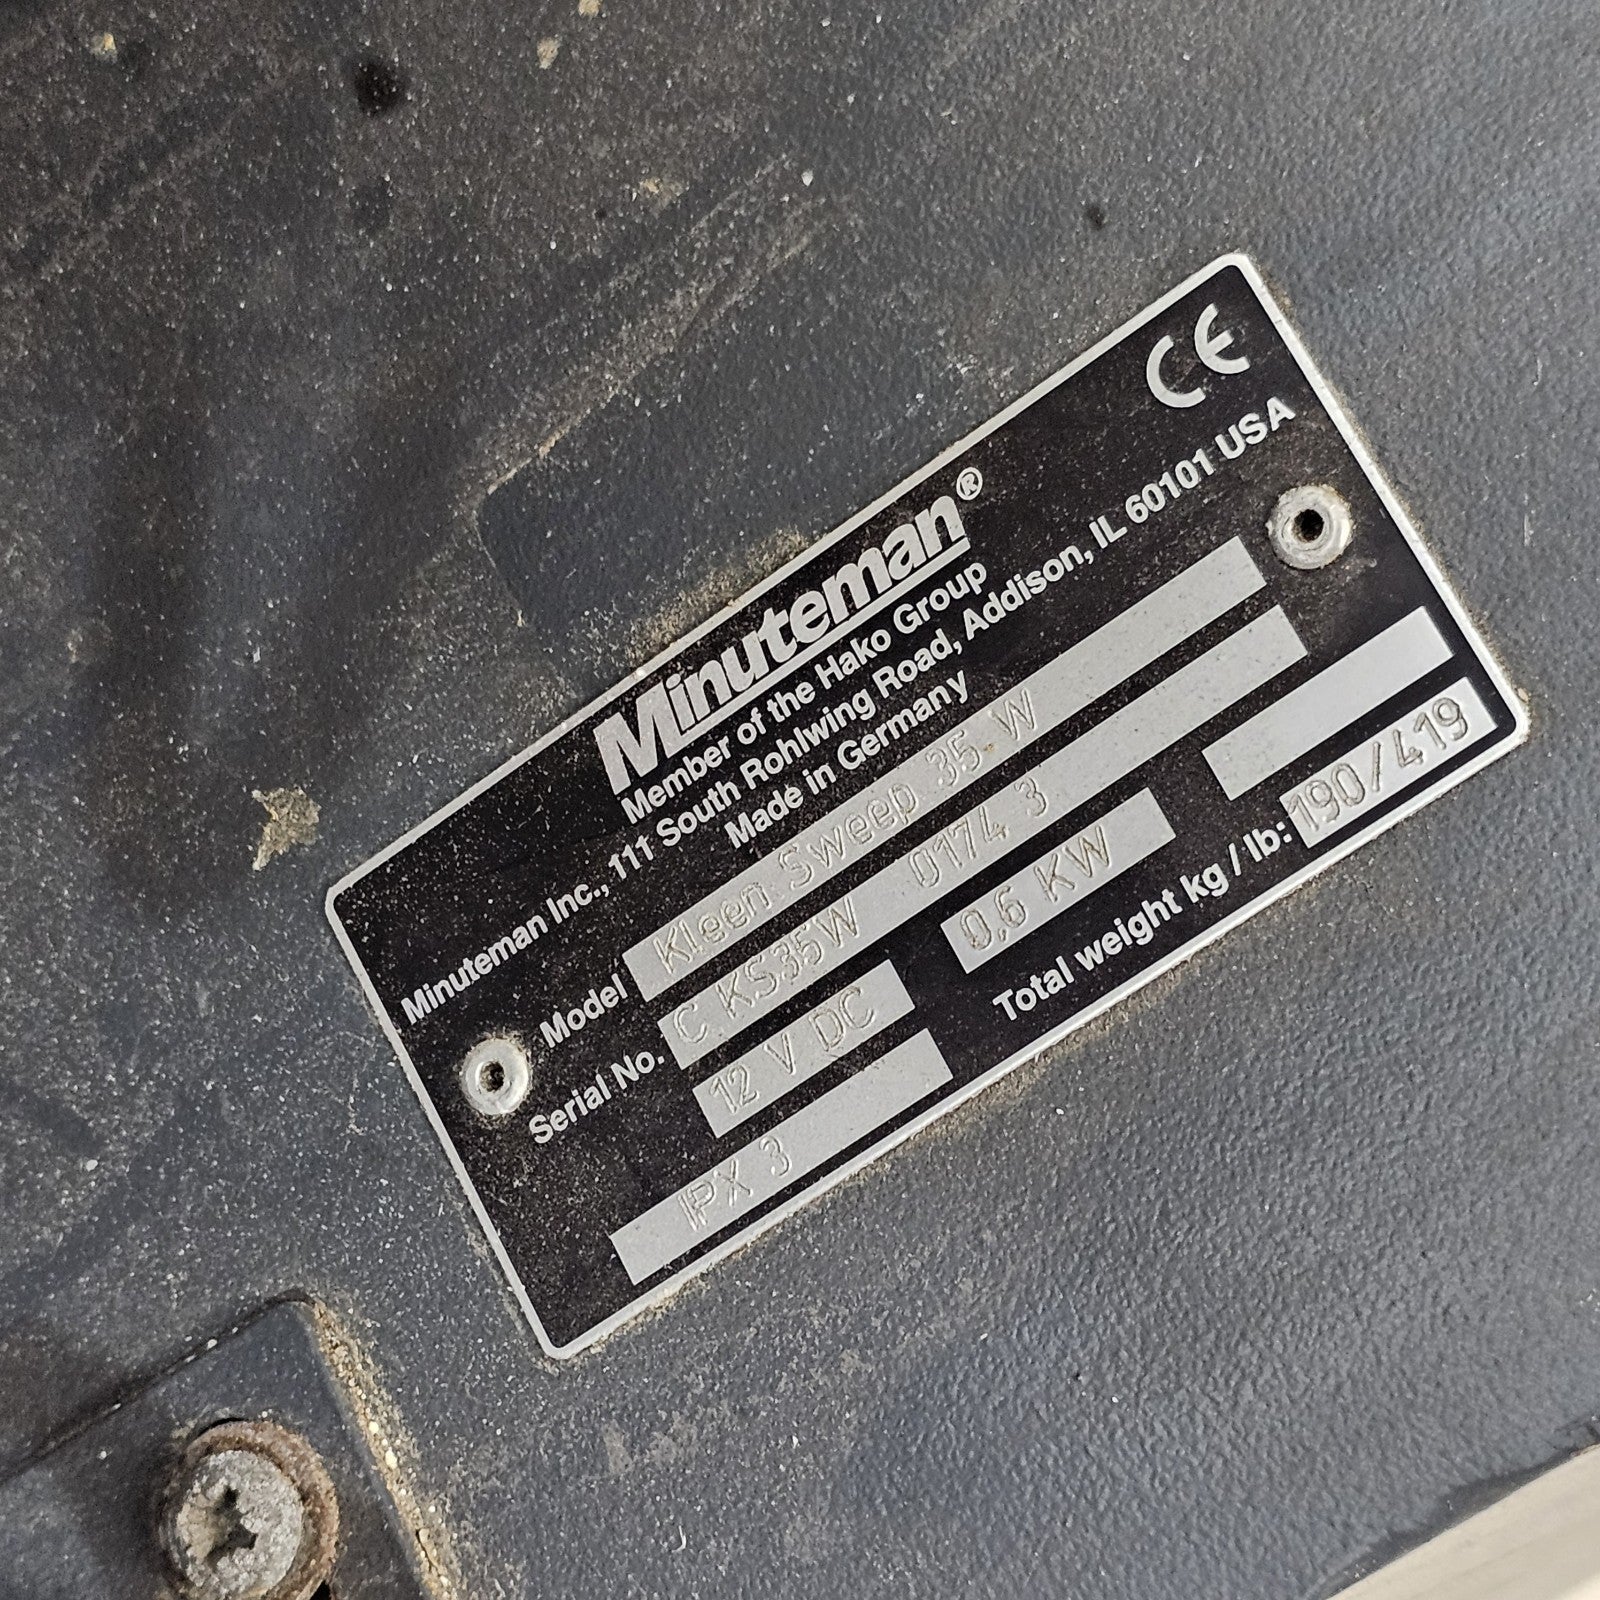 CE
Minuteman®
Member of the Hako Group
Minuteman Inc., 111 South Rohlwing Road, Addison, IL 60101 USA
Made in Germany
Model Kleen Sweep 35 W
Serial No. C KS35W 0174 3
12 V DC 0,6 KW
IPX 3 Total weight kg / lb: 190/419